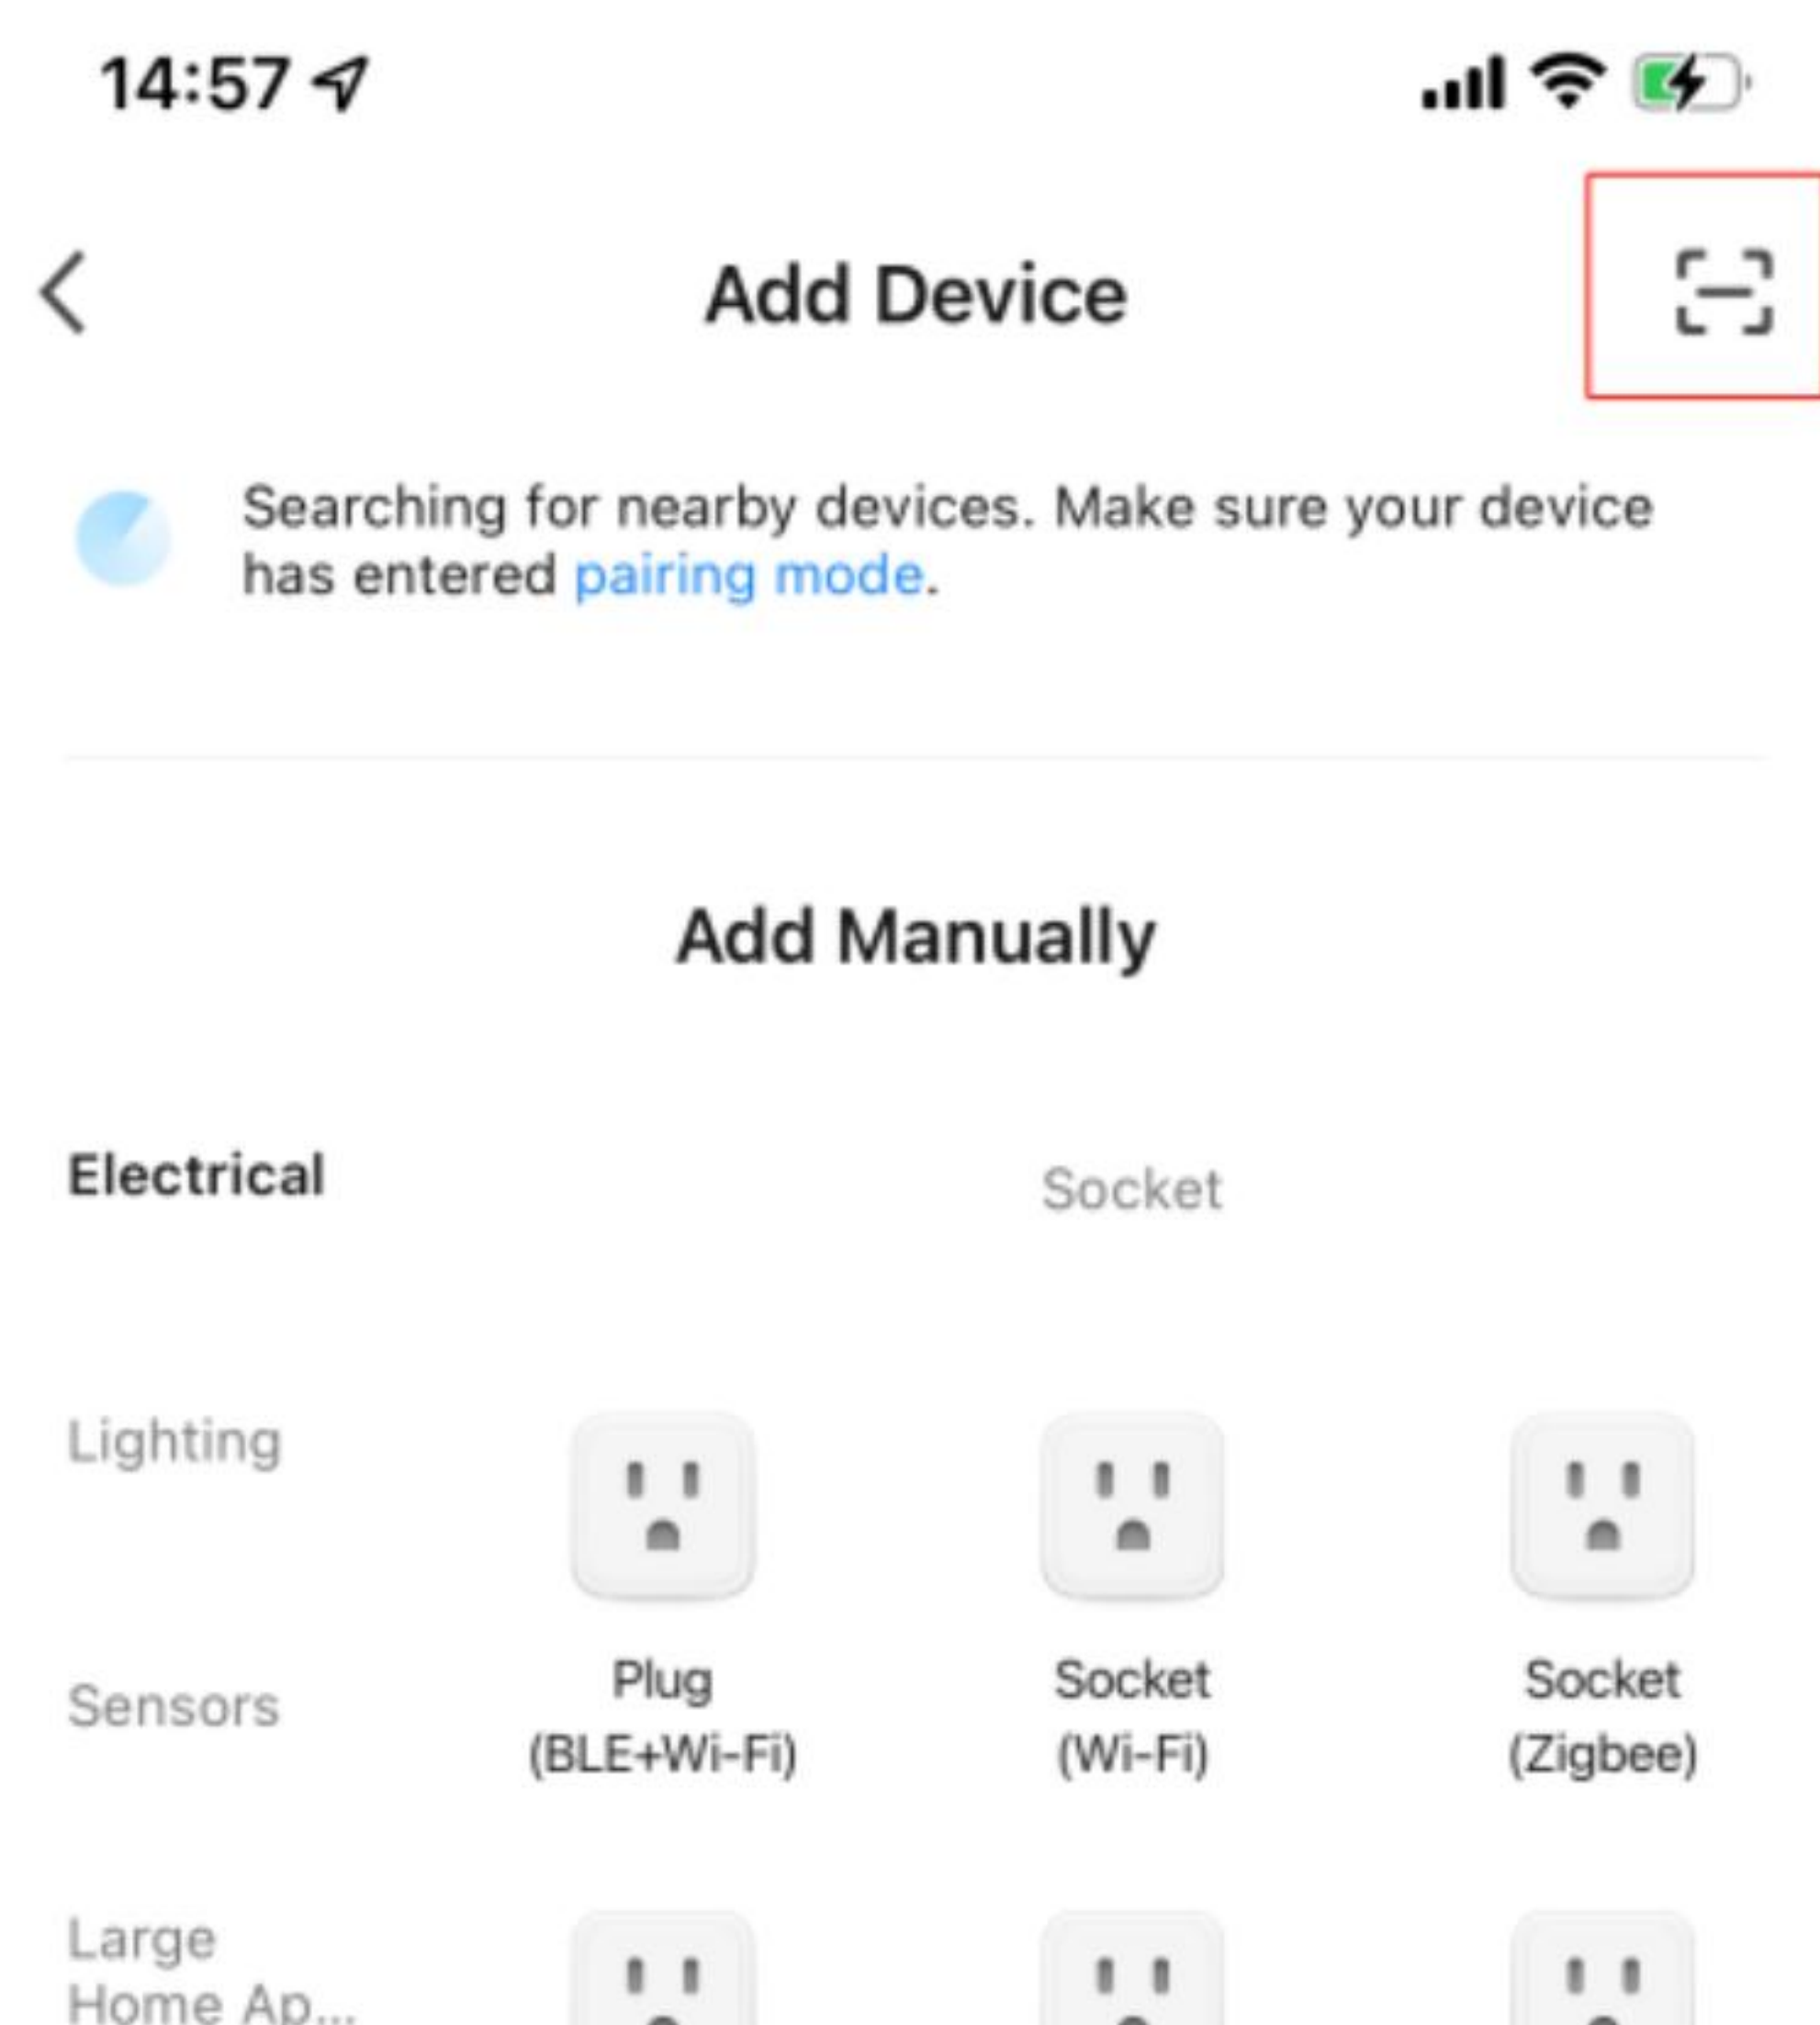 14:57
Add Device
Searching for nearby devices. Make sure your device
has entered pairing mode.
Add Manually
Electrical
Socket
Lighting
Sensors
Plug
(BLE+Wi-Fi)
Socket
(Wi-Fi)
Socket
(Zigbee)
Large
Home Ap...